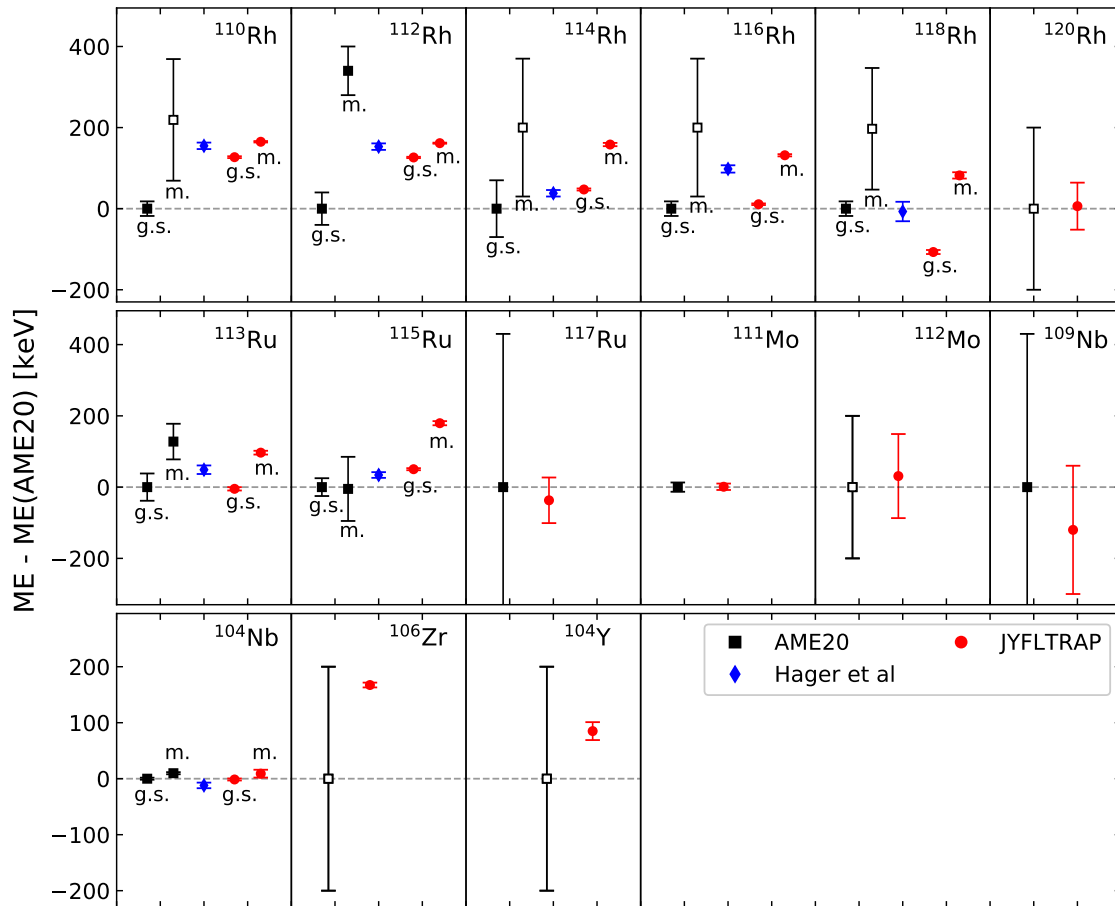 ME - ME(AME20) [keV]
¹¹⁰Rh ¹¹²Rh ¹¹⁴Rh ¹¹⁶Rh ¹¹⁸Rh ¹²⁰Rh
400
200
0
−200
g.s. m. g.s. m.
g.s. m. g.s. m.
g.s. m. g.s. m.
g.s. m. g.s. m.
g.s. m. g.s. m.
¹¹³Ru ¹¹⁵Ru ¹¹⁷Ru ¹¹¹Mo ¹¹²Mo ¹⁰⁹Nb
400
200
0
−200
g.s. m. g.s. m.
g.s. m. g.s. m.
¹⁰⁴Nb ¹⁰⁶Zr ¹⁰⁴Y
200
100
0
−100
−200
g.s. m. g.s. m.
AME20 JYFLTRAP
Hager et al